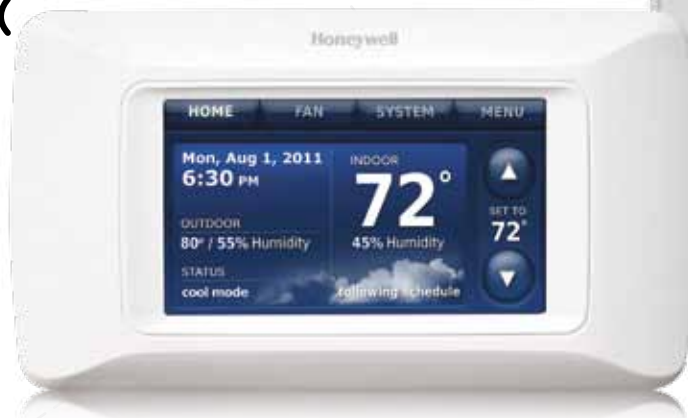 Honeywell
HOME FAN SYSTEM MENU
Mon, Aug 1, 2011
6:30 PM
OUTDOOR
80° / 55% Humidity
STATUS
cool mode
INDOOR
72°
45% Humidity
following schedule
SET TO
72°